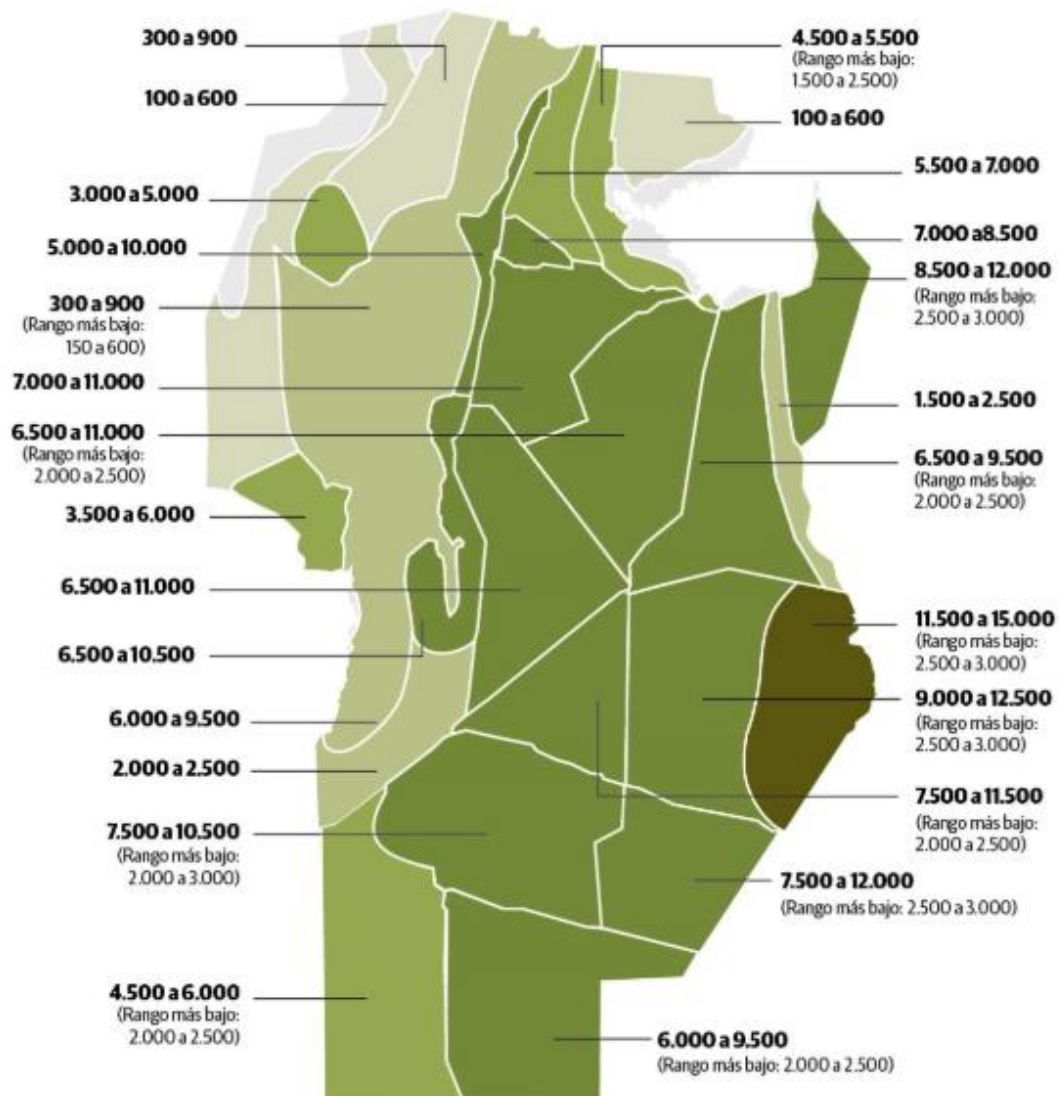 300 a 900
100 a 600
3.000 a 5.000
5.000 a 10.000
300 a 900
(Rango más bajo:
150 a 600)
7.000 a 11.000
6.500 a 11.000
(Rango más bajo:
2.000 a 2.500)
3.500 a 6.000
6.500 a 11.000
6.500 a 10.500
6.000 a 9.500
2.000 a 2.500
7.500 a 10.500
(Rango más bajo:
2.000 a 3.000)
4.500 a 6.000
(Rango más bajo:
2.000 a 2.500)
4.500 a 5.500
(Rango más bajo:
1.500 a 2.500)
100 a 600
5.500 a 7.000
7.000 a 8.500
8.500 a 12.000
(Rango más bajo:
2.500 a 3.000)
1.500 a 2.500
6.500 a 9.500
(Rango más bajo:
2.000 a 2.500)
11.500 a 15.000
(Rango más bajo:
2.500 a 3.000)
9.000 a 12.500
(Rango más bajo:
2.500 a 3.000)
7.500 a 11.500
(Rango más bajo:
2.000 a 2.500)
7.500 a 12.000
(Rango más bajo: 2.500 a 3.000)
6.000 a 9.500
(Rango más bajo: 2.000 a 2.500)